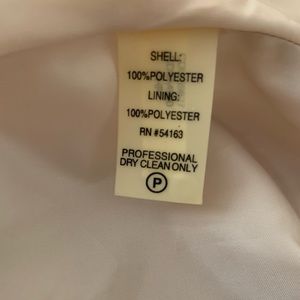 SHELL:
100%POLYESTER
LINING:
100%POLYESTER
RN #54163
PROFESSIONAL
DRY CLEAN ONLY
P